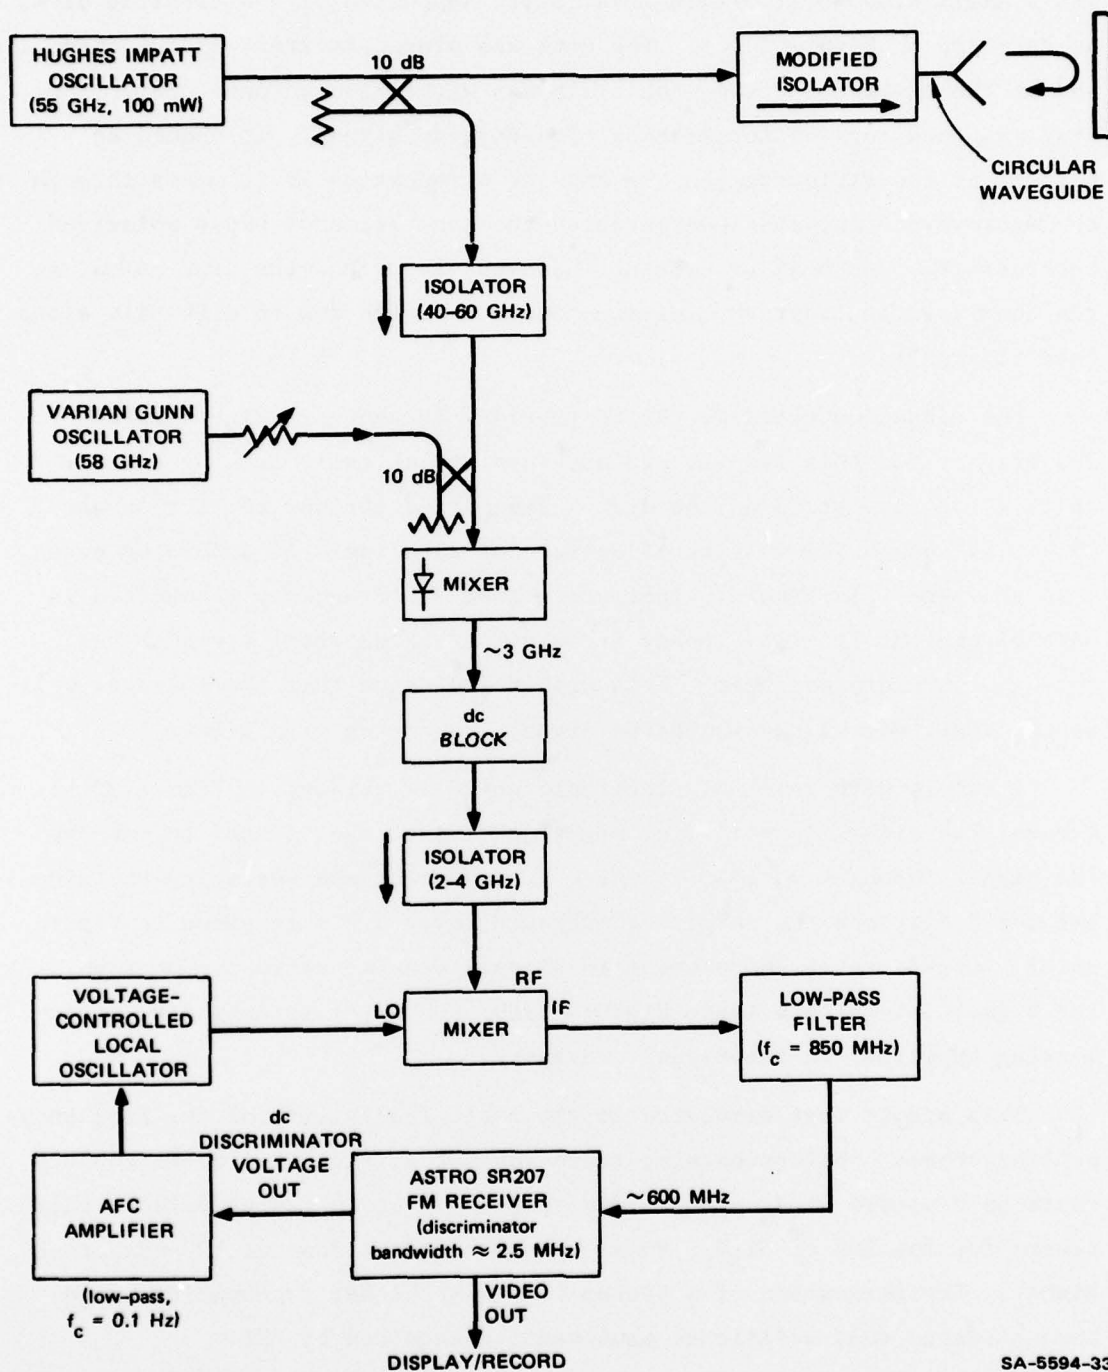 HUGHES IMPATT
OSCILLATOR
(55 GHz, 100 mW)
10 dB
MODIFIED
ISOLATOR
CIRCULAR
WAVEGUIDE
ISOLATOR
(40–60 GHz)
VARIAN GUNN
OSCILLATOR
(58 GHz)
10 dB
MIXER
~3 GHz
dc
BLOCK
ISOLATOR
(2–4 GHz)
VOLTAGE-
CONTROLLED
LOCAL
OSCILLATOR
LO
RF
MIXER
IF
LOW-PASS
FILTER
(f_c = 850 MHz)
dc
DISCRIMINATOR
VOLTAGE
OUT
AFC
AMPLIFIER
(low-pass,
f_c = 0.1 Hz)
ASTRO SR207
FM RECEIVER
(discriminator
bandwidth ≈ 2.5 MHz)
~600 MHz
VIDEO
OUT
DISPLAY/RECORD
SA-5594-33